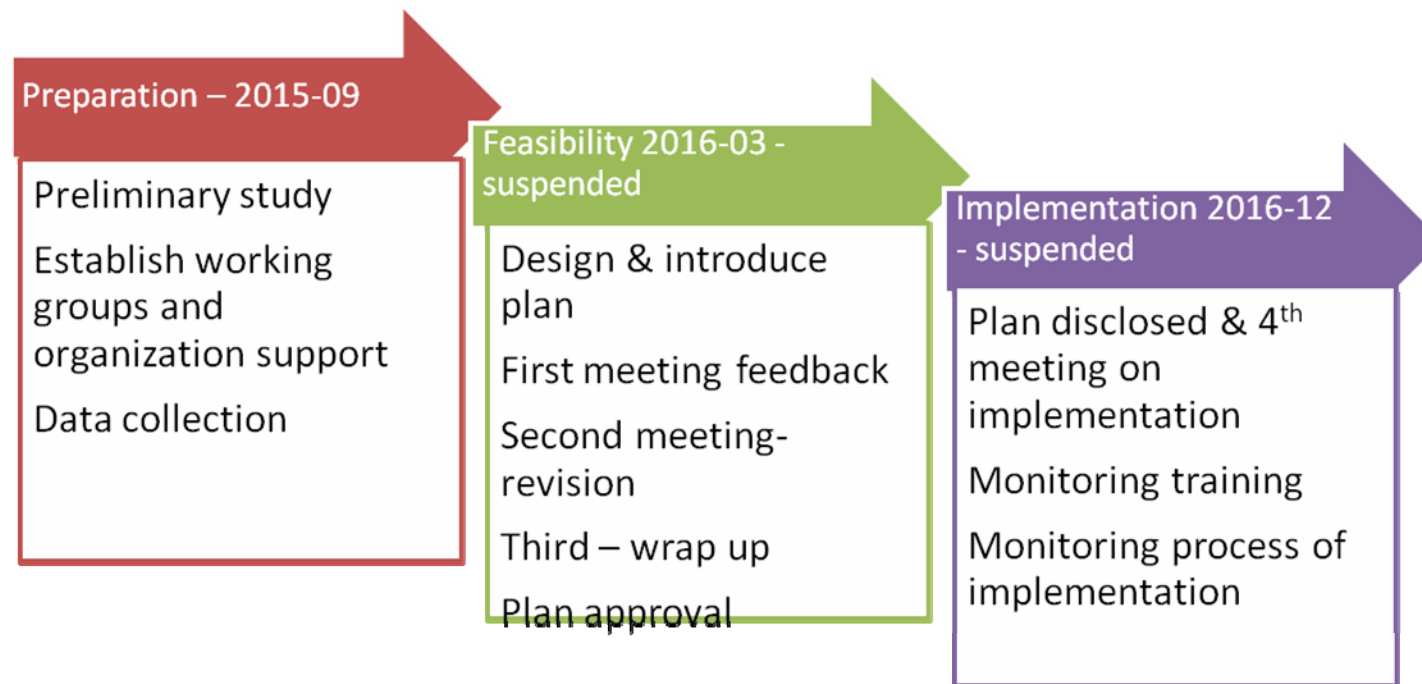 Preparation – 2015-09
Preliminary study
Establish working
groups and
organization support
Data collection
Feasibility 2016-03 -
suspended
Design & introduce
plan
First meeting feedback
Second meeting-
revision
Third – wrap up
Plan approval
Implementation 2016-12
- suspended
Plan disclosed & 4th
meeting on
implementation
Monitoring training
Monitoring process of
implementation